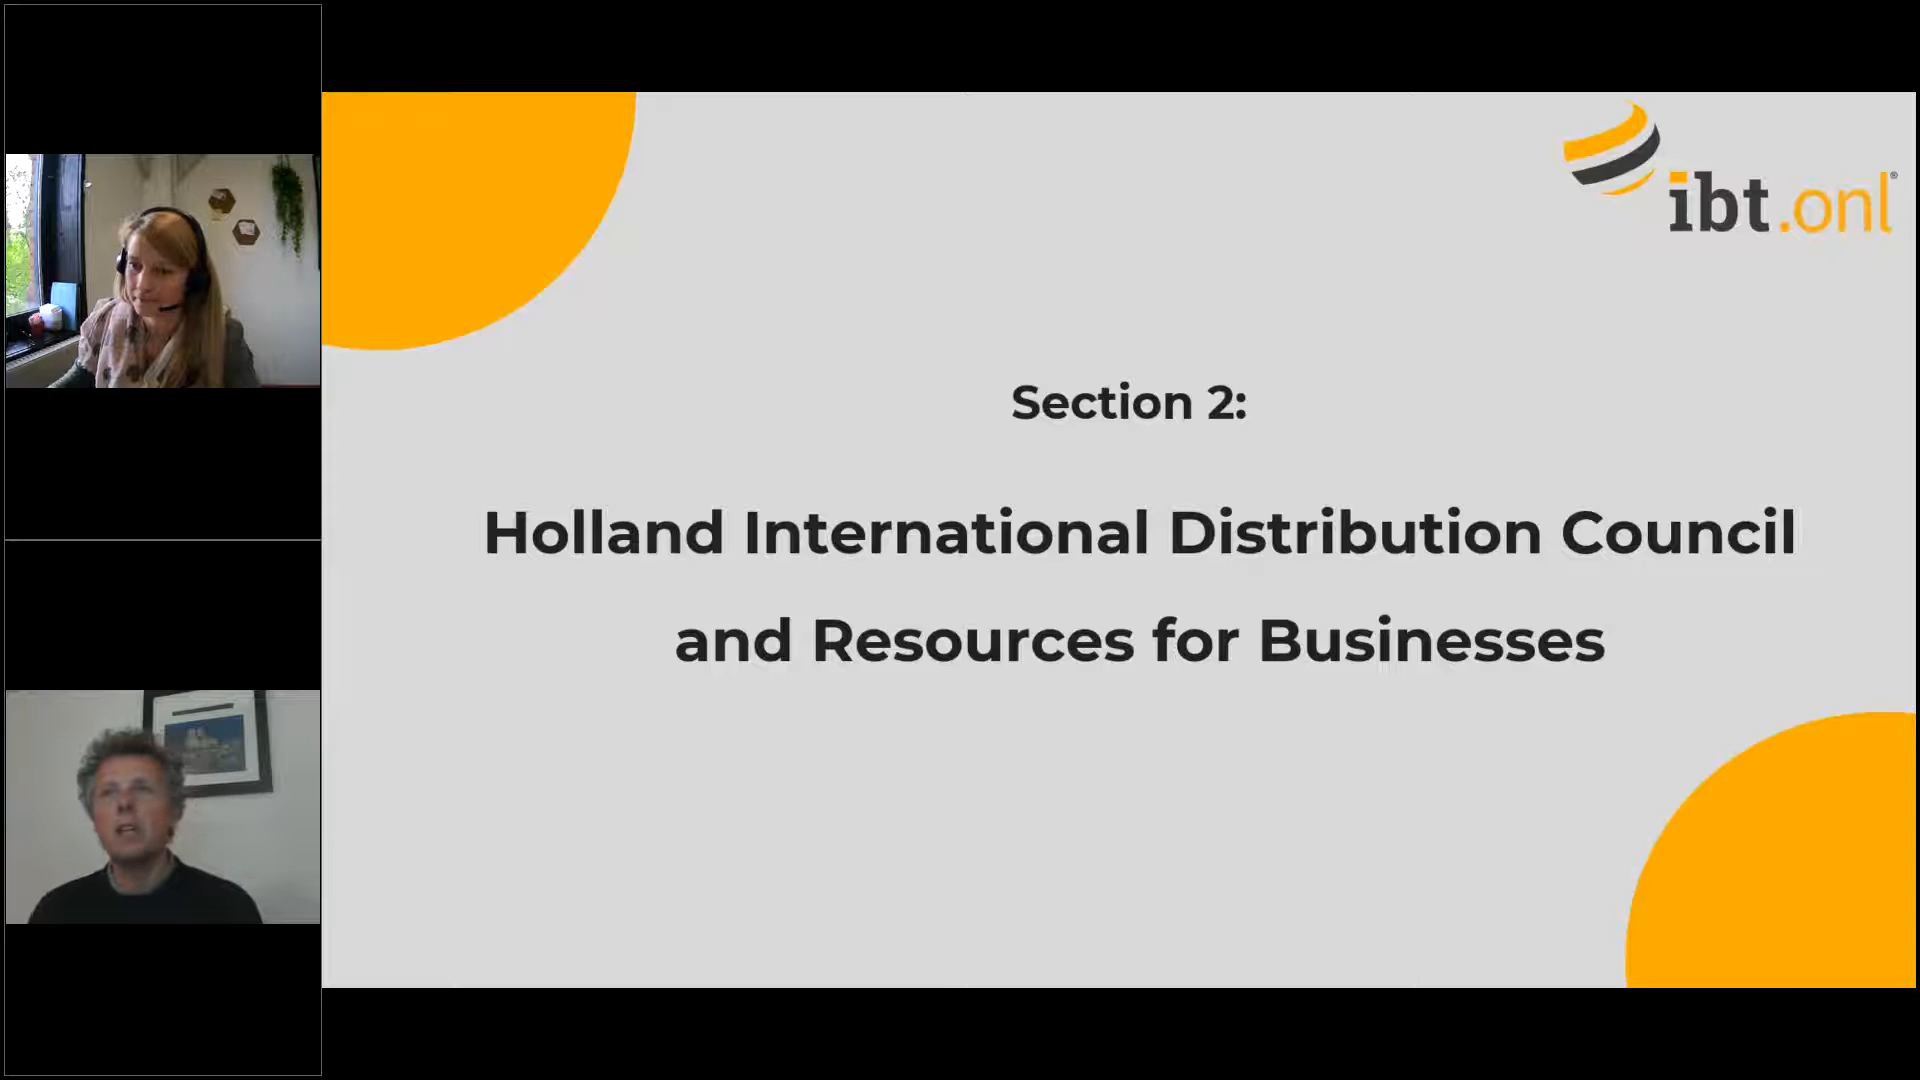 ibt.onl®
Section 2:
Holland International Distribution Council
and Resources for Businesses